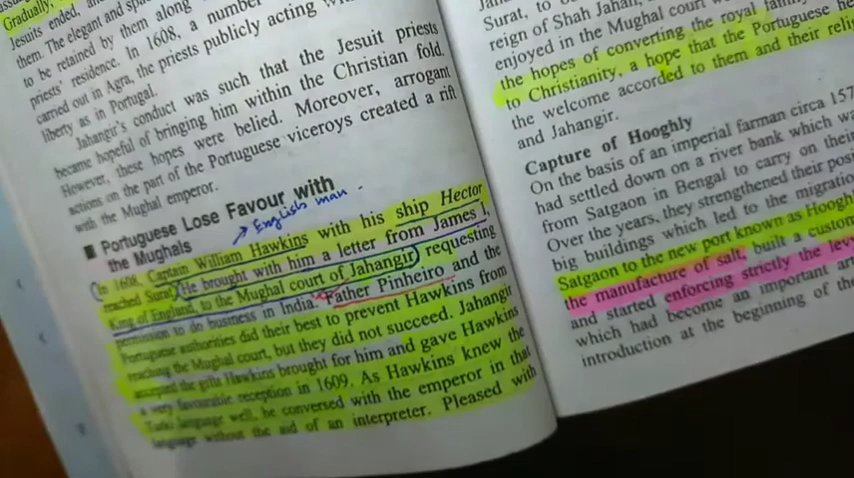 Gradually,
Jesuits ended,
them. The elegant and
to be retained by them along
priests' residence. In 1608, a number
carried out in Agra, the priests publicly acting
liberty as in Portugal.
Jahangir's conduct was such that the Jesuit priests
became hopeful of bringing him within the Christian fold.
However, these hopes were belied. Moreover, arrogant
actions on the part of the Portuguese viceroys created a rift
with the Mughal emperor.
■ Portuguese Lose Favour with
the Mughals
→ English man.
In 1608, Captain William Hawkins with his ship Hector
reached Surat. He brought with him a letter from James I,
King of England, to the Mughal court of Jahangir requesting
permission to do business in India. Father Pinheiro and the
Portuguese authorities did their best to prevent Hawkins from
reaching the Mughal court, but they did not succeed. Jahangir
accepted the gifts Hawkins brought for him and gave Hawkins
a very favourable reception in 1609. As Hawkins knew the
Turki language well, he conversed with the emperor in that
language without the aid of an interpreter. Pleased with
Surat, to
reign of Shah Jahan,
enjoyed in the Mughal court
the hopes of converting the royal
to Christianity, a hope that the Portuguese
the welcome accorded to them and their
and Jahangir.
Capture of Hooghly
On the basis of an imperial farman circa
had settled down on a river bank which
from Satgaon in Bengal to carry on their
Over the years, they strengthened their
big buildings which led to the migration
Satgaon to the new port known as
the manufacture of salt, built a
and started enforcing strictly the
which had become an important
introduction at the beginning of the